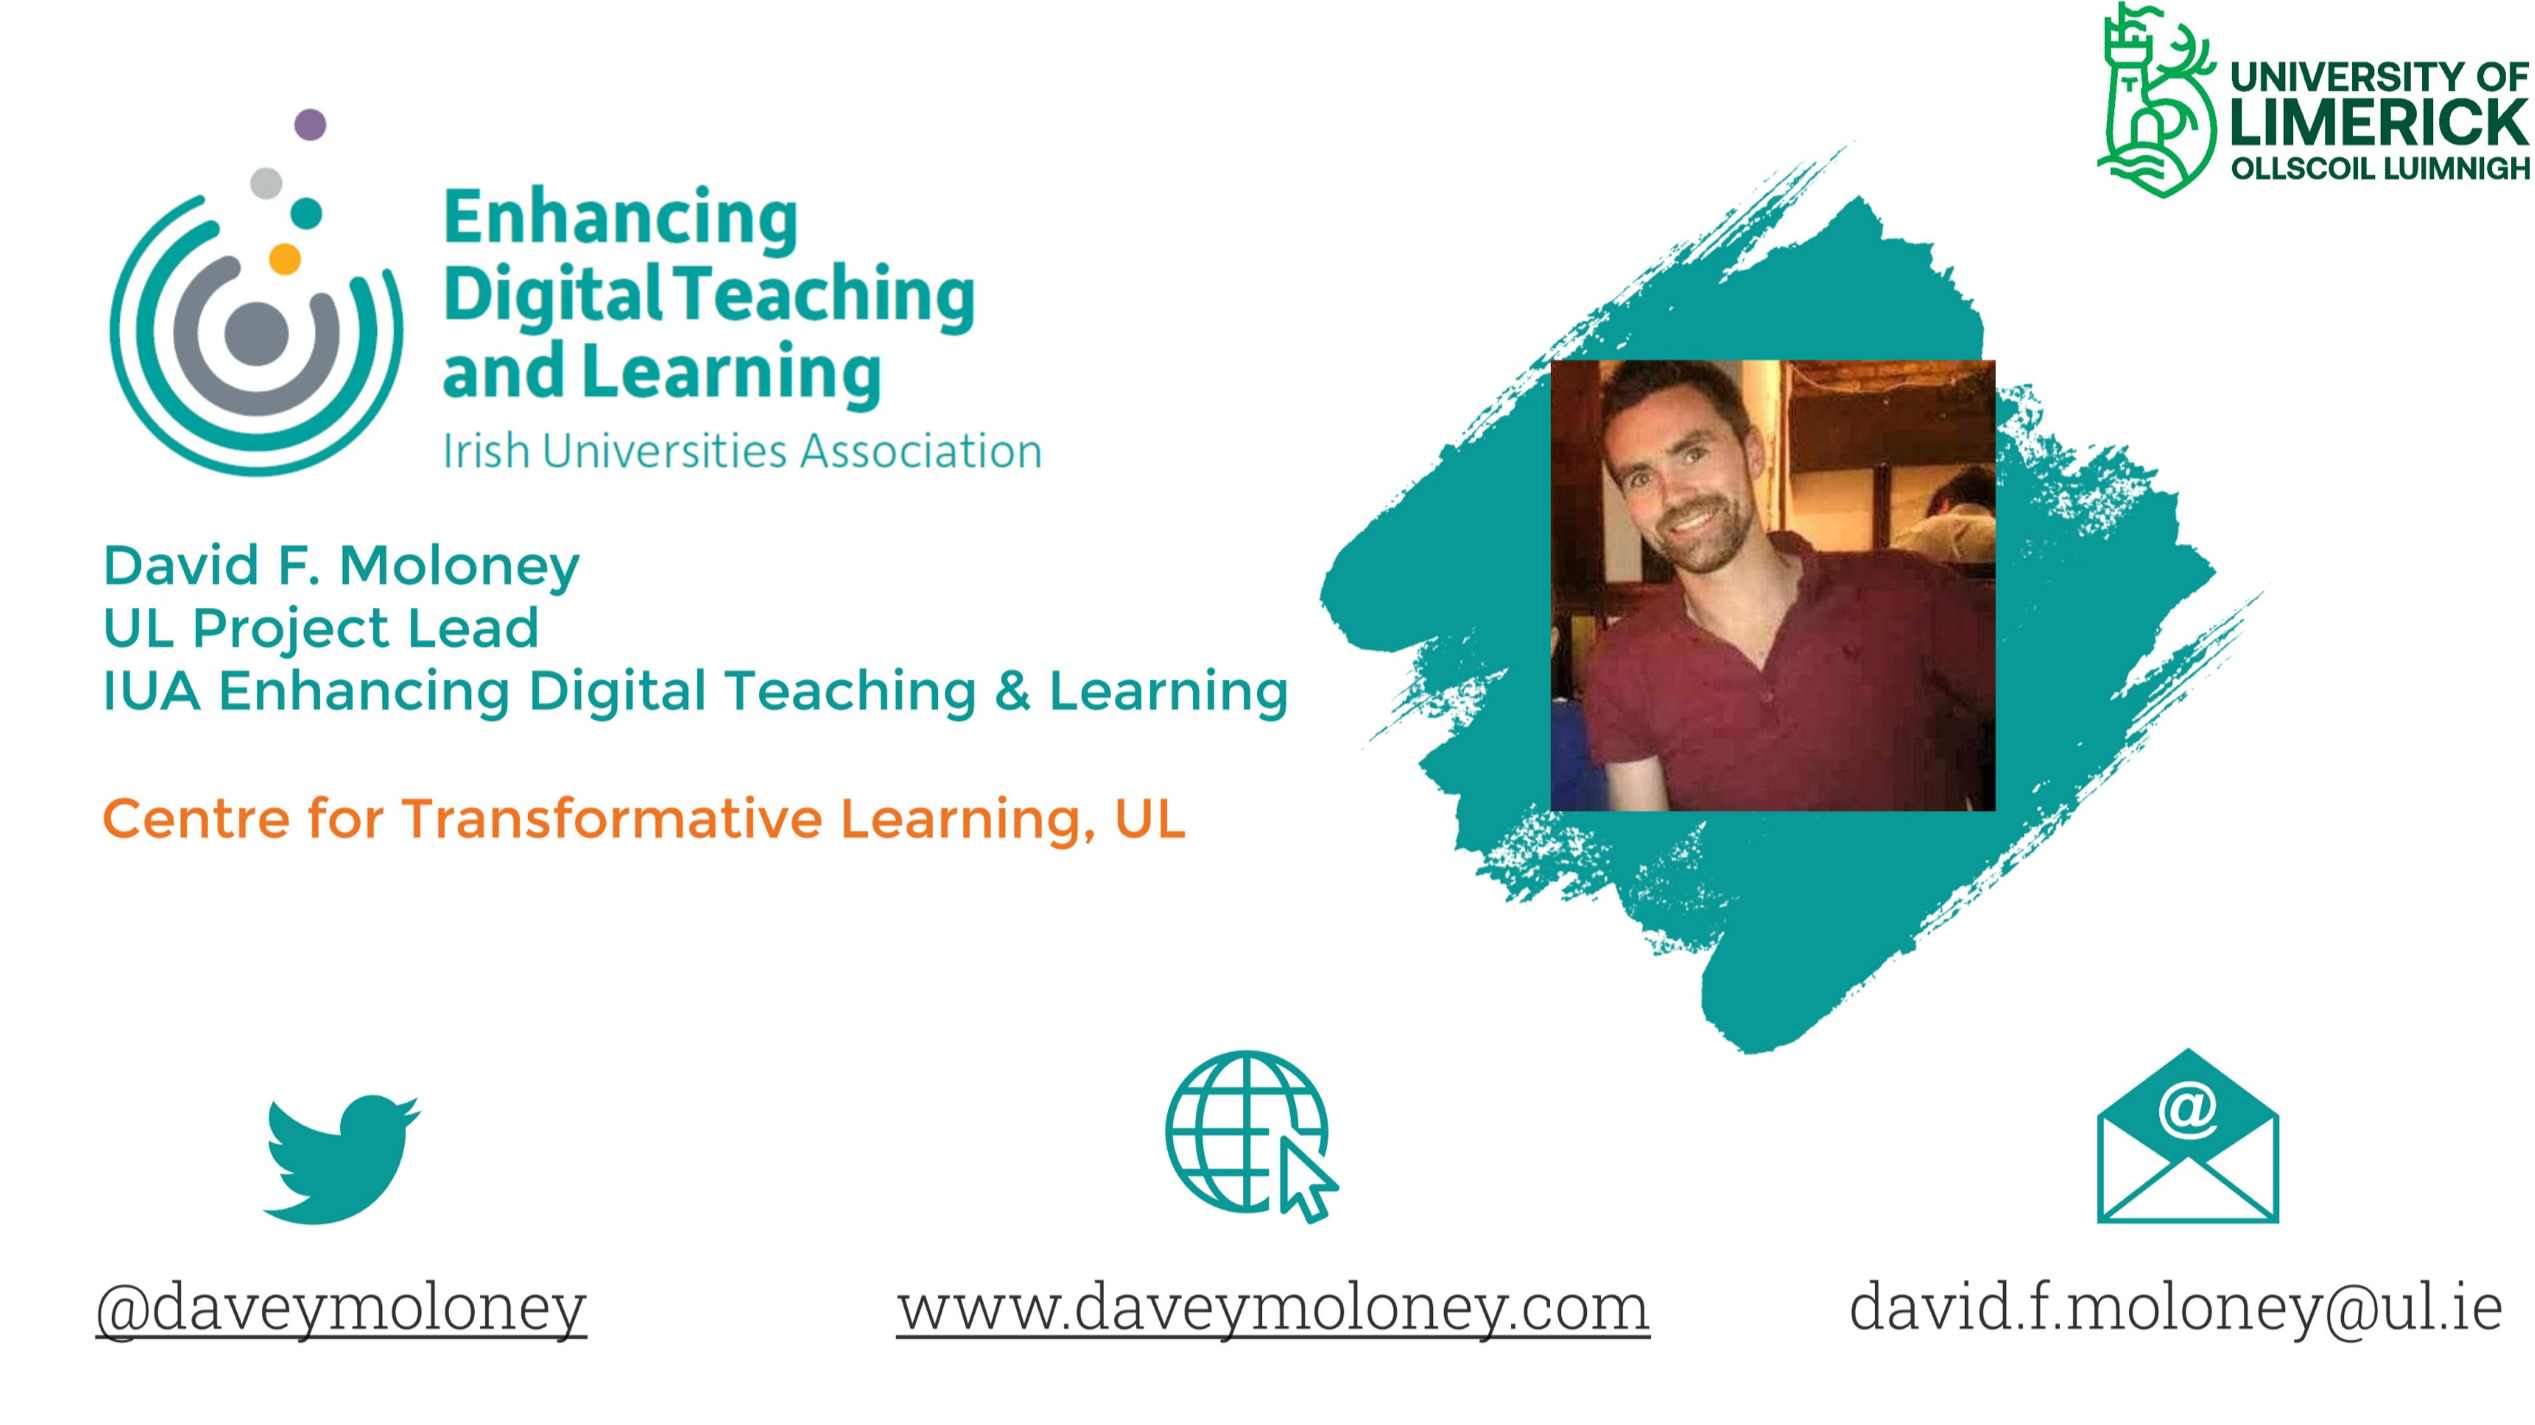 UNIVERSITY OF
LIMERICK
OLLSCOIL LUIMNIGH
Enhancing
Digital Teaching
and Learning
Irish Universities Association
David F. Moloney
UL Project Lead
IUA Enhancing Digital Teaching & Learning
Centre for Transformative Learning, UL
@
@daveymoloney
www.daveymoloney.com
david.f.moloney@ul.ie